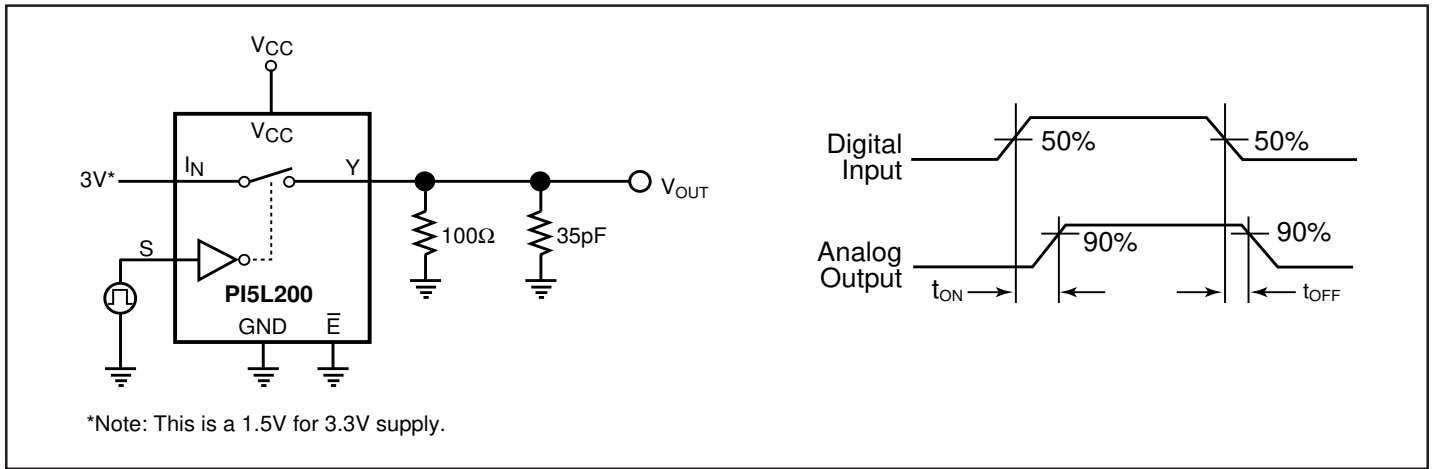 VCC
VCC
3V*
IN
Y
VOUT
100Ω
35pF
S
PI5L200
GND
E̅
*Note: This is a 1.5V for 3.3V supply.
Digital
Input
50%
50%
Analog
Output
90%
90%
tON
tOFF